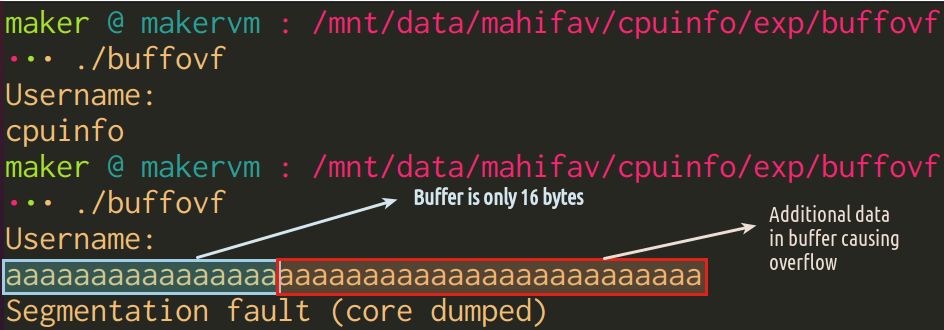 maker @ makervm : /mnt/data/mahifav/cpuinfo/exp/buffovf
··· ./buffovf
Username:
cpuinfo
maker @ makervm : /mnt/data/mahifav/cpuinfo/exp/buffovf
··· ./buffovf
Buffer is only 16 bytes
Username:
Additional data
in buffer causing
overflow
aaaaaaaaaaaaaaaaaaaaaaaaaaaaaaaaaaaaaaaaa
Segmentation fault (core dumped)